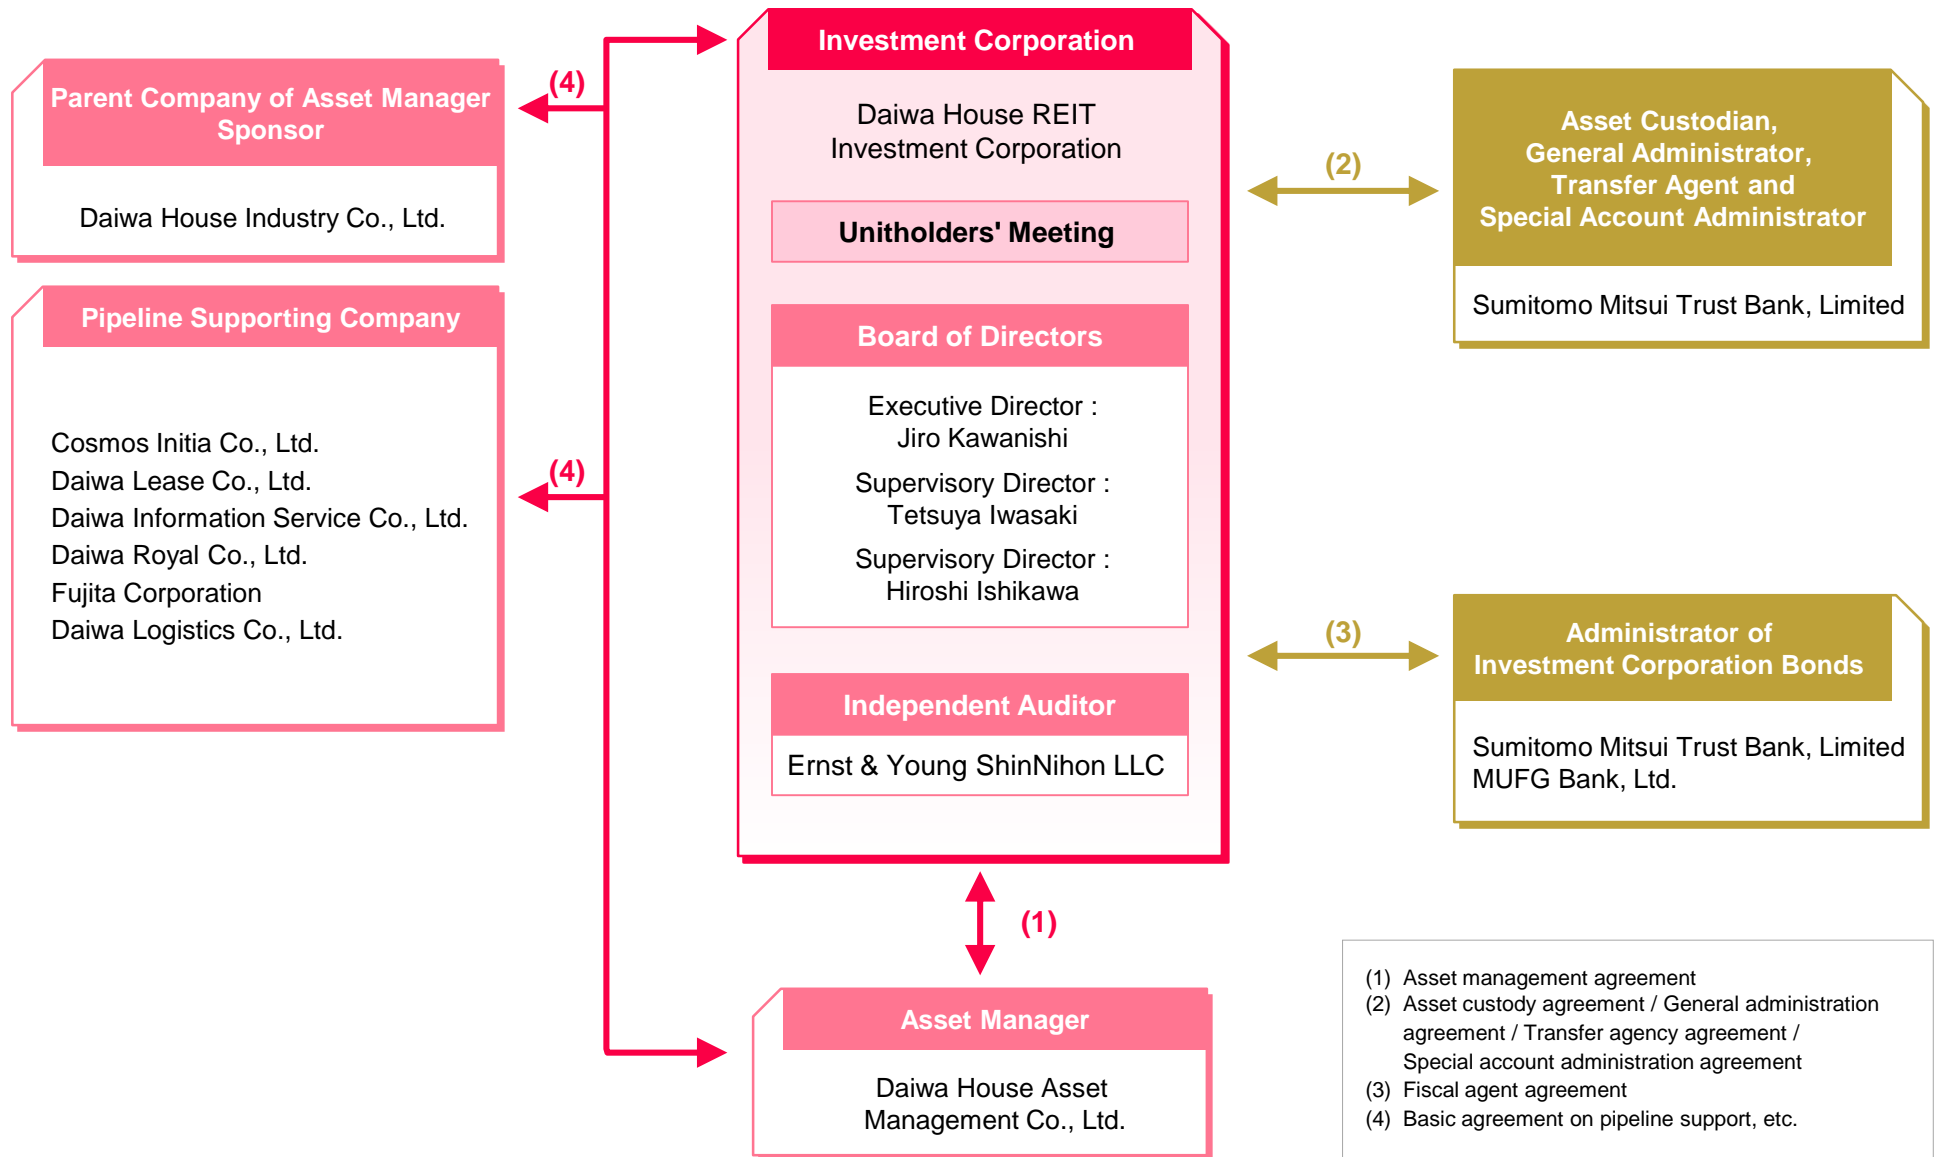 Parent Company of Asset Manager
Sponsor
Daiwa House Industry Co., Ltd.
(4)
Pipeline Supporting Company
Cosmos Initia Co., Ltd.
Daiwa Lease Co., Ltd.
Daiwa Information Service Co., Ltd.
Daiwa Royal Co., Ltd.
Fujita Corporation
Daiwa Logistics Co., Ltd.
(4)
Investment Corporation
Daiwa House REIT
Investment Corporation
Unitholders' Meeting
Board of Directors
Executive Director :
Jiro Kawanishi
Supervisory Director :
Tetsuya Iwasaki
Supervisory Director :
Hiroshi Ishikawa
Independent Auditor
Ernst & Young ShinNihon LLC
(1)
Asset Manager
Daiwa House Asset
Management Co., Ltd.
(2)
Asset Custodian,
General Administrator,
Transfer Agent and
Special Account Administrator
Sumitomo Mitsui Trust Bank, Limited
(3)
Administrator of
Investment Corporation Bonds
Sumitomo Mitsui Trust Bank, Limited
MUFG Bank, Ltd.
(1) Asset management agreement
(2) Asset custody agreement / General administration
agreement / Transfer agency agreement /
Special account administration agreement
(3) Fiscal agent agreement
(4) Basic agreement on pipeline support, etc.